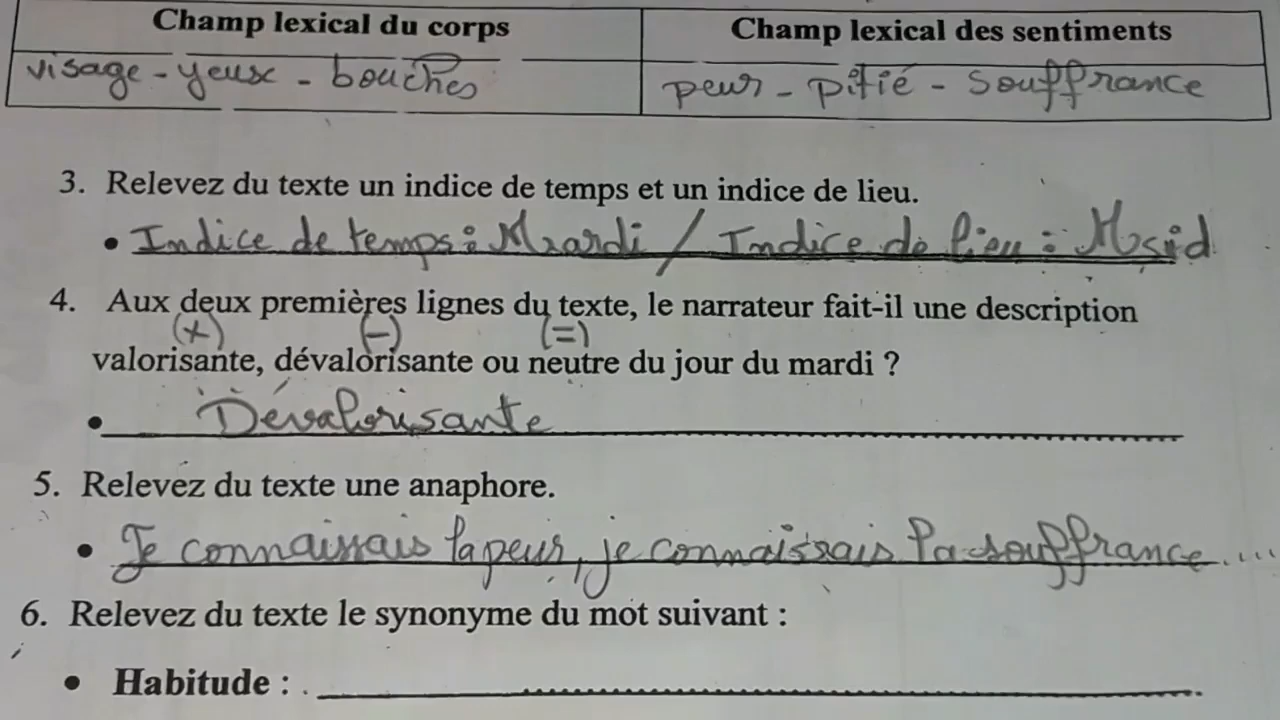 Champ lexical du corps Champ lexical des sentiments
visage - yeux - bouches peur - pitié - souffrance
3. Relevez du texte un indice de temps et un indice de lieu.
• Indice de temps : Mardi / Indice de lieu : Msid
4. Aux deux premières lignes du texte, le narrateur fait-il une description
(+) (-) (=)
valorisante, dévalorisante ou neutre du jour du mardi ?
• Dévalorisante
5. Relevez du texte une anaphore.
• Je connaissais la peur, je connaissais la souffrance ....
6. Relevez du texte le synonyme du mot suivant :
• Habitude :